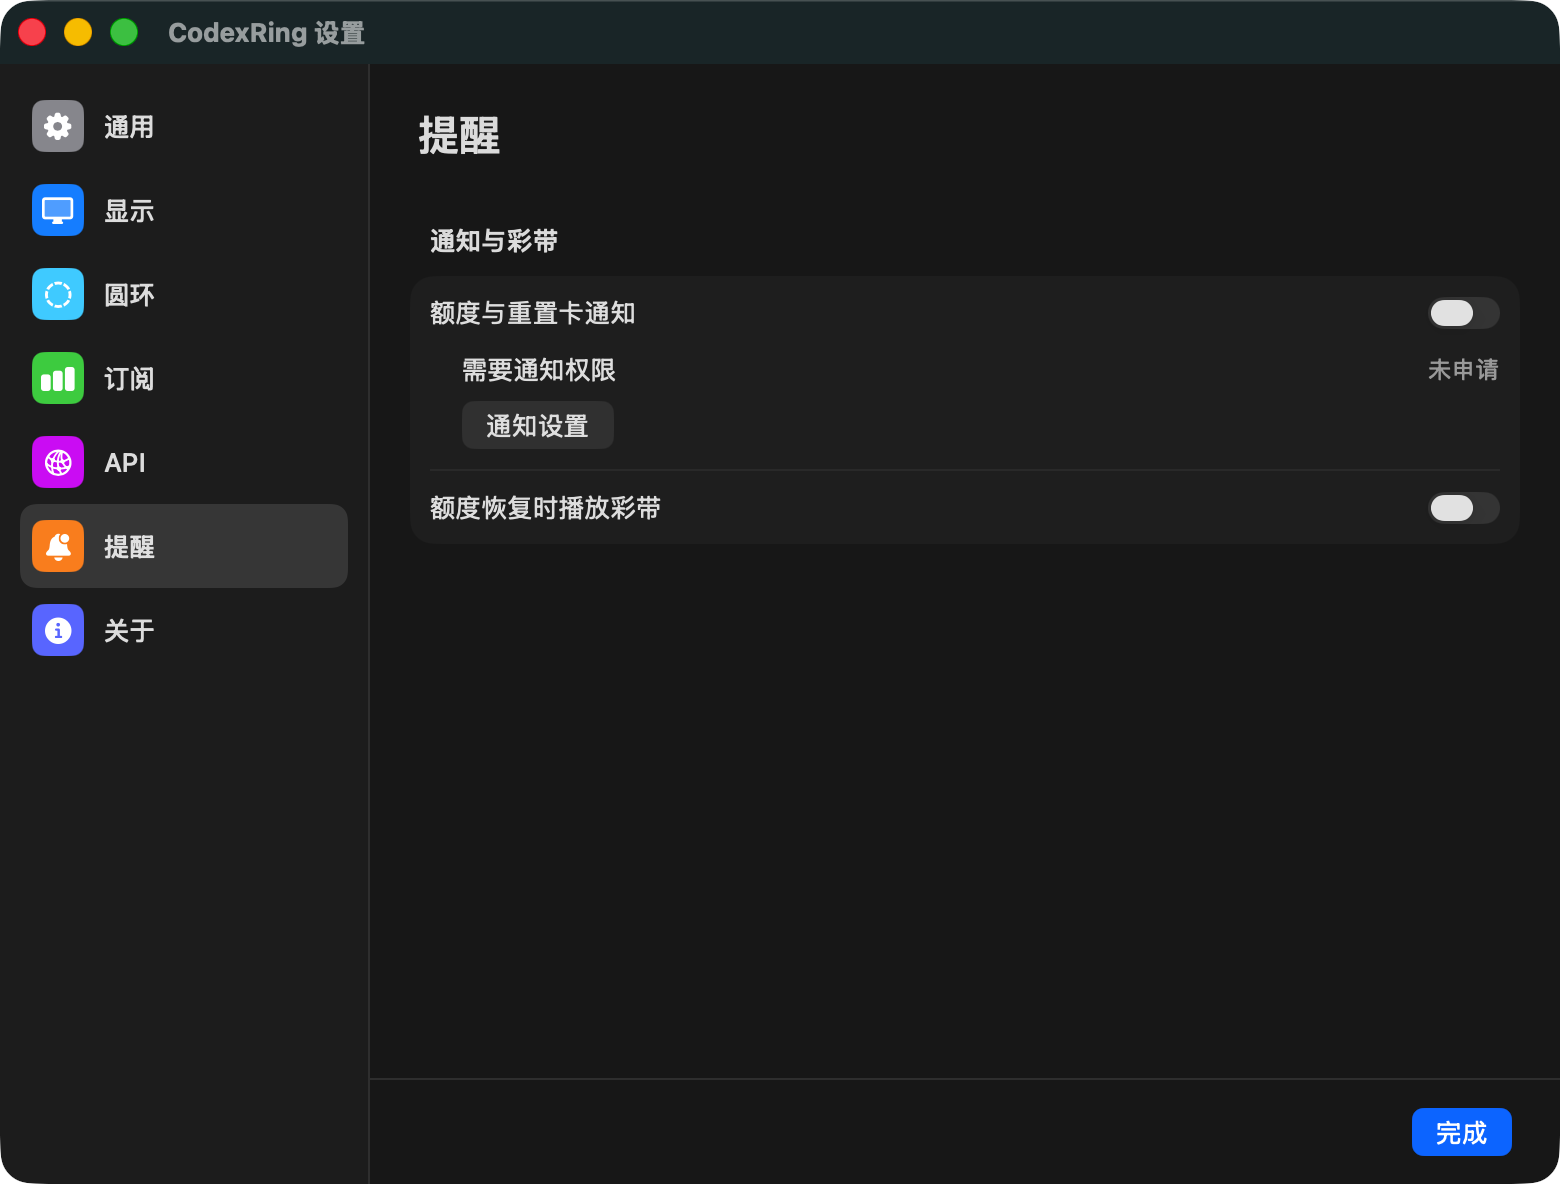 CodexRing 设置
通用
显示
圆环
订阅
API
提醒
关于
提醒
通知与彩带
额度与重置卡通知
需要通知权限
未申请
通知设置
额度恢复时播放彩带
完成